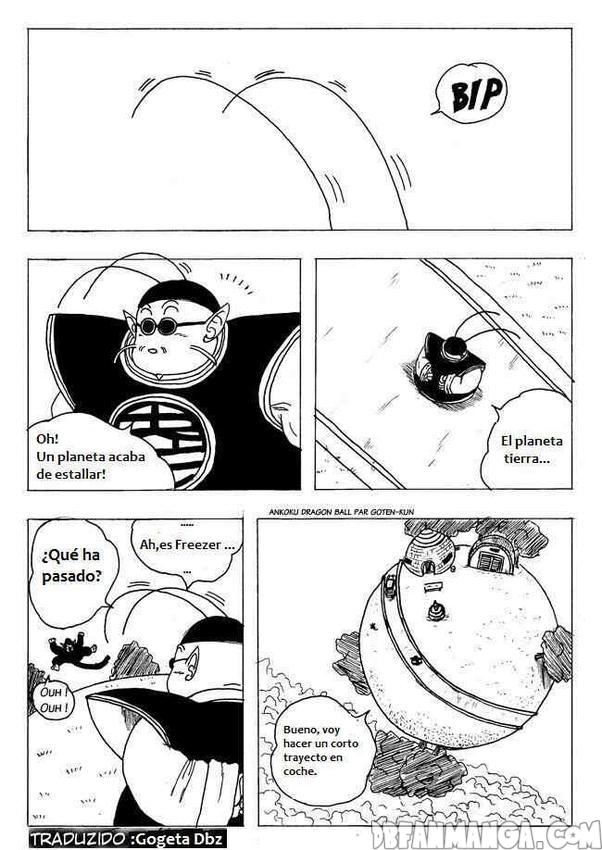 BIP
Oh!
Un planeta acaba
de estallar!
El planeta
tierra...
ANKOKU DRAGON BALL PAR GOTEN-KUN
¿Qué ha
pasado?
.....
Ah,es Freezer ...
...
OUH !
OUH !
Bueno, voy
hacer un corto
trayecto en
coche.
TRADUZIDO :Gogeta Dbz
DBFANMANGA.COM